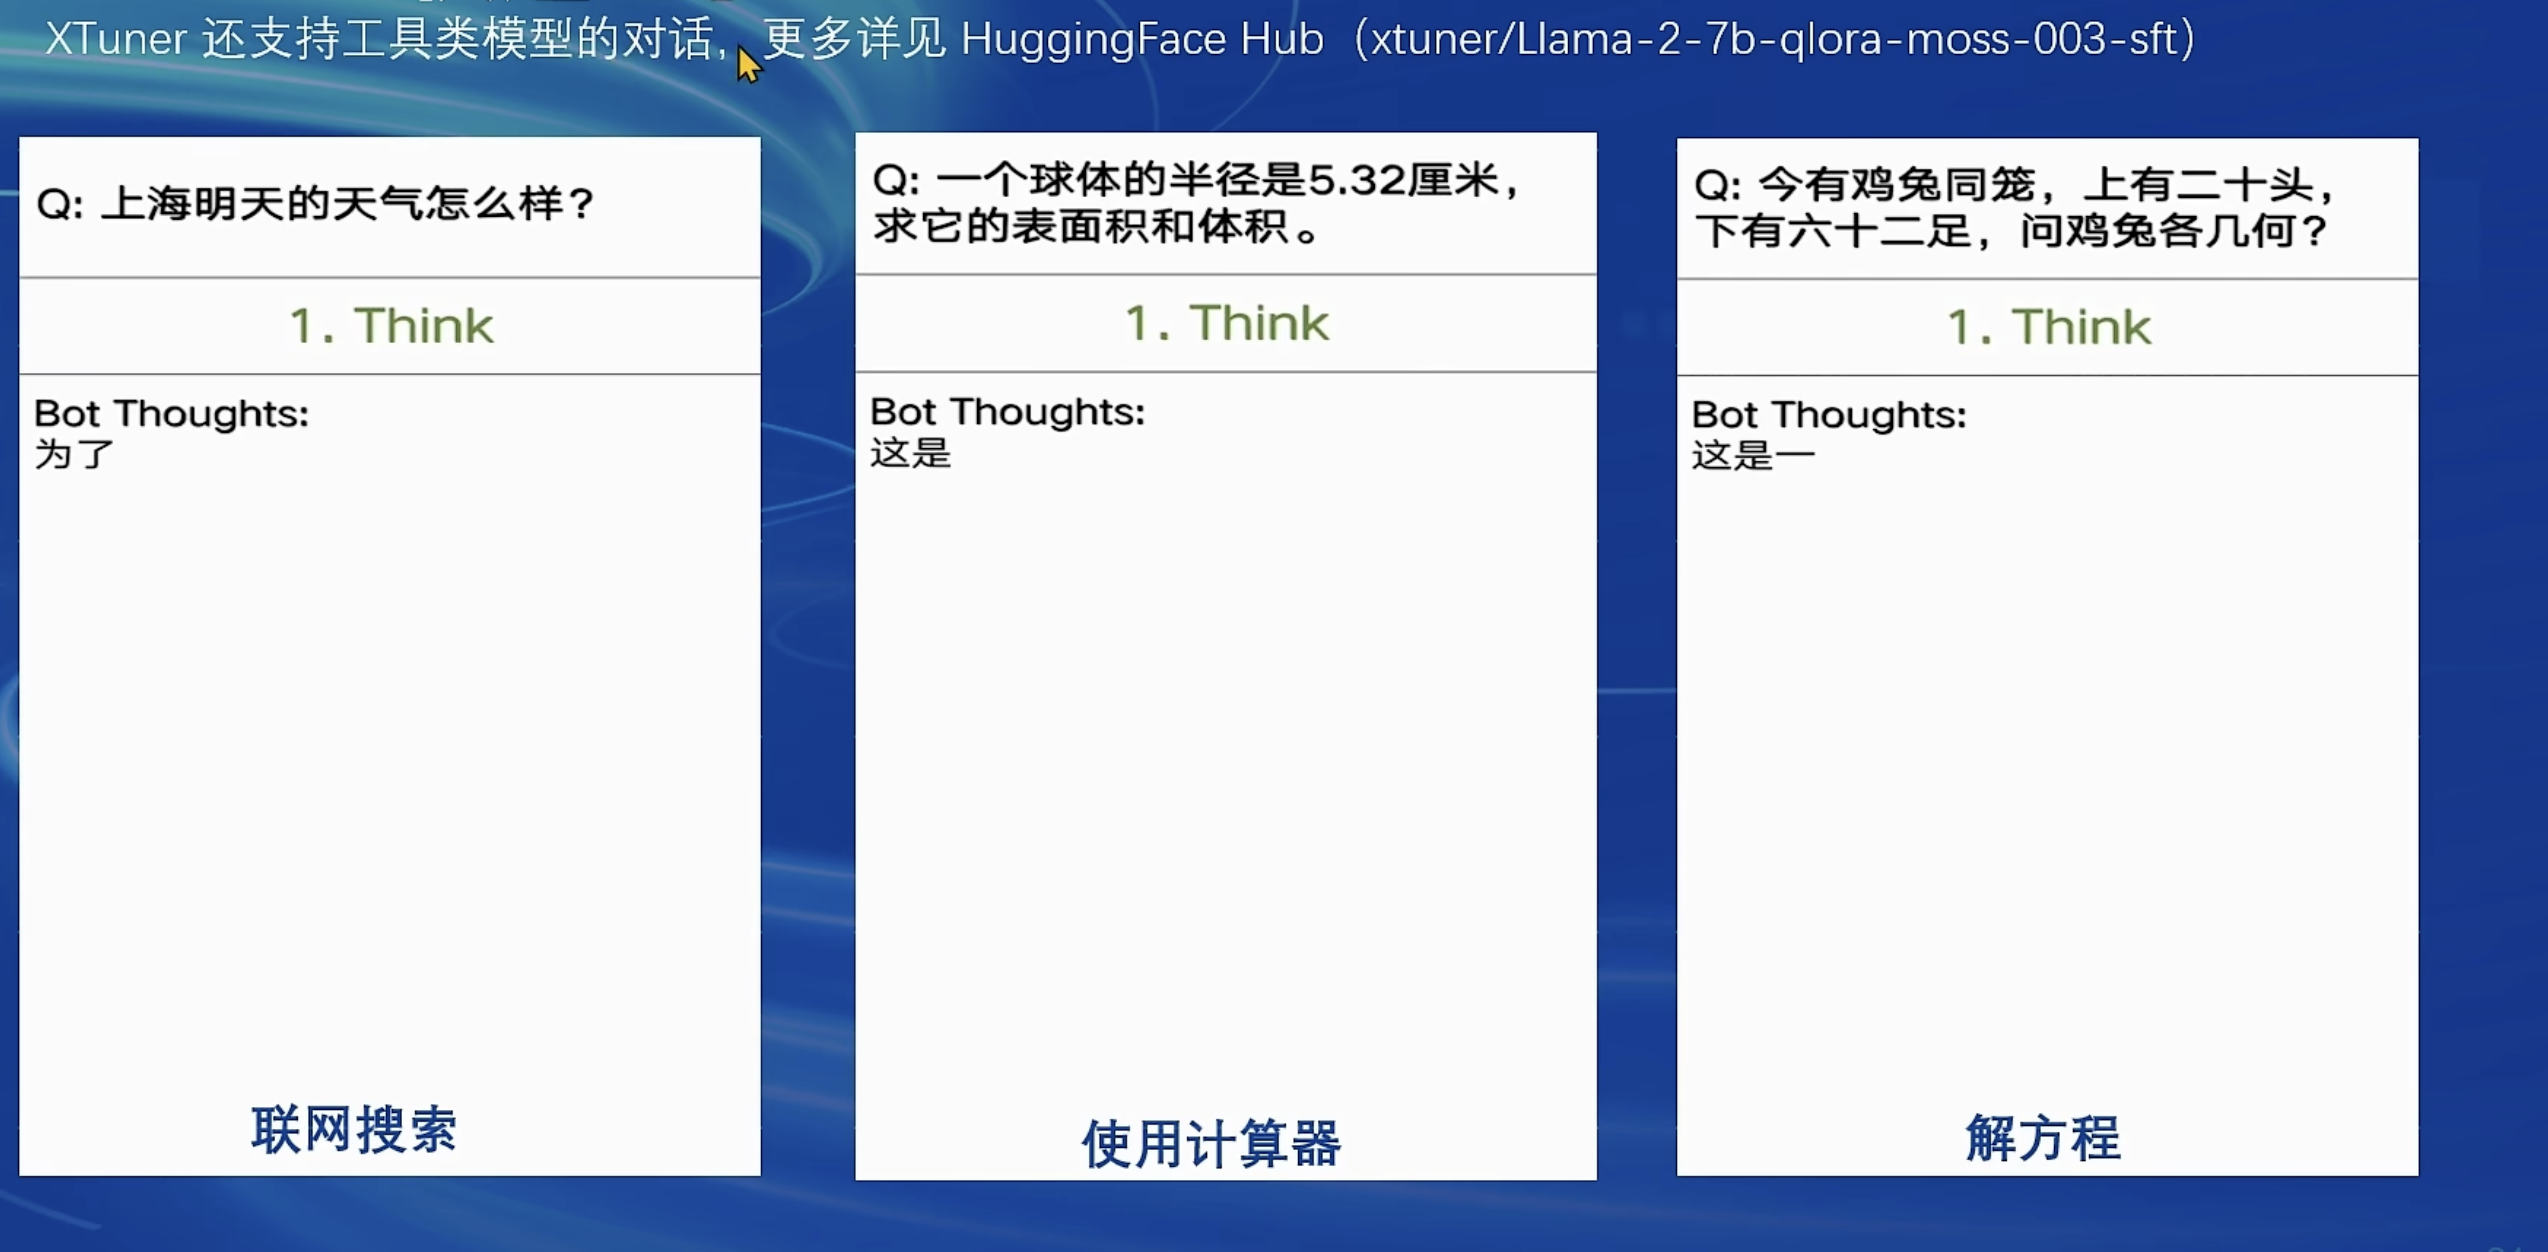 XTuner 还支持工具类模型的对话，更多详见 HuggingFace Hub（xtuner/Llama-2-7b-qlora-moss-003-sft）
Q: 上海明天的天气怎么样？
1. Think
Bot Thoughts:
为了
联网搜索
Q: 一个球体的半径是5.32厘米，
求它的表面积和体积。
1. Think
Bot Thoughts:
这是
使用计算器
Q: 今有鸡兔同笼，上有二十头，
下有六十二足，问鸡兔各几何？
1. Think
Bot Thoughts:
这是一
解方程